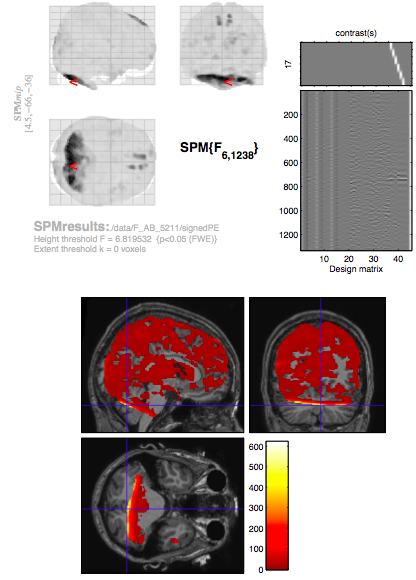 contrast(s)
17
SPMmip
[4.5, −66, −36]
SPM{F6,1238}
200
400
600
800
1000
1200
10 20 30 40
Design matrix
SPMresults: ./data/F_AB_5211/signedPE
Height threshold F = 6.819532 {p<0.05 (FWE)}
Extent threshold k = 0 voxels
600
500
400
300
200
100
0